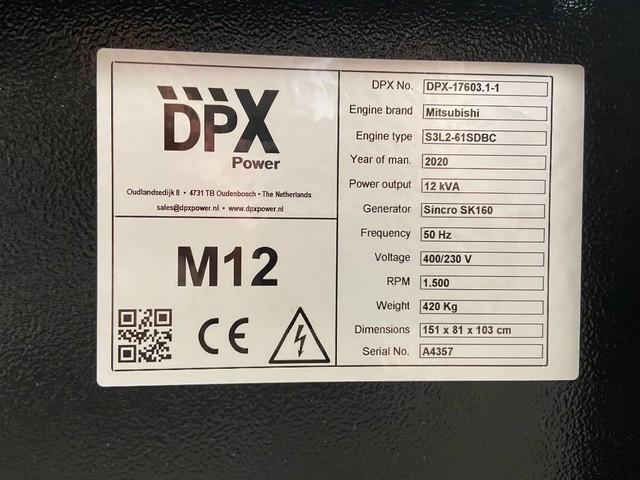 DPX
Power
Oudlandsedijk 8 • 4731 TB Oudenbosch • The Netherlands
sales@dpxpower.nl • www.dpxpower.nl
M12
CE
DPX No. DPX-17603.1-1
Engine brand Mitsubishi
Engine type S3L2-61SDBC
Year of man. 2020
Power output 12 kVA
Generator Sincro SK160
Frequency 50 Hz
Voltage 400/230 V
RPM 1.500
Weight 420 Kg
Dimensions 151 x 81 x 103 cm
Serial No. A4357